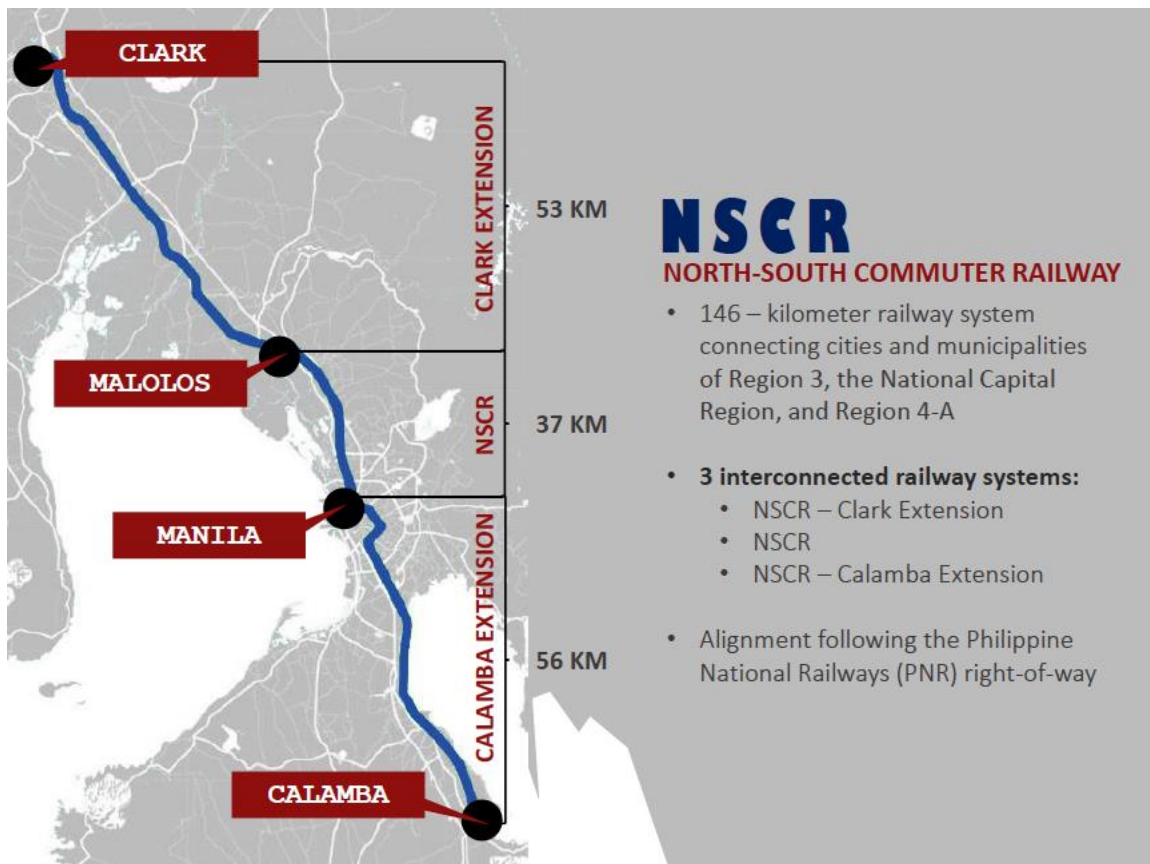 CLARK
CLARK EXTENSION
53 KM
MALOLOS
NSCR
37 KM
MANILA
CALAMBA EXTENSION
56 KM
CALAMBA
NSCR
NORTH-SOUTH COMMUTER RAILWAY
• 146 – kilometer railway system
connecting cities and municipalities
of Region 3, the National Capital
Region, and Region 4-A
• 3 interconnected railway systems:
• NSCR – Clark Extension
• NSCR
• NSCR – Calamba Extension
• Alignment following the Philippine
National Railways (PNR) right-of-way